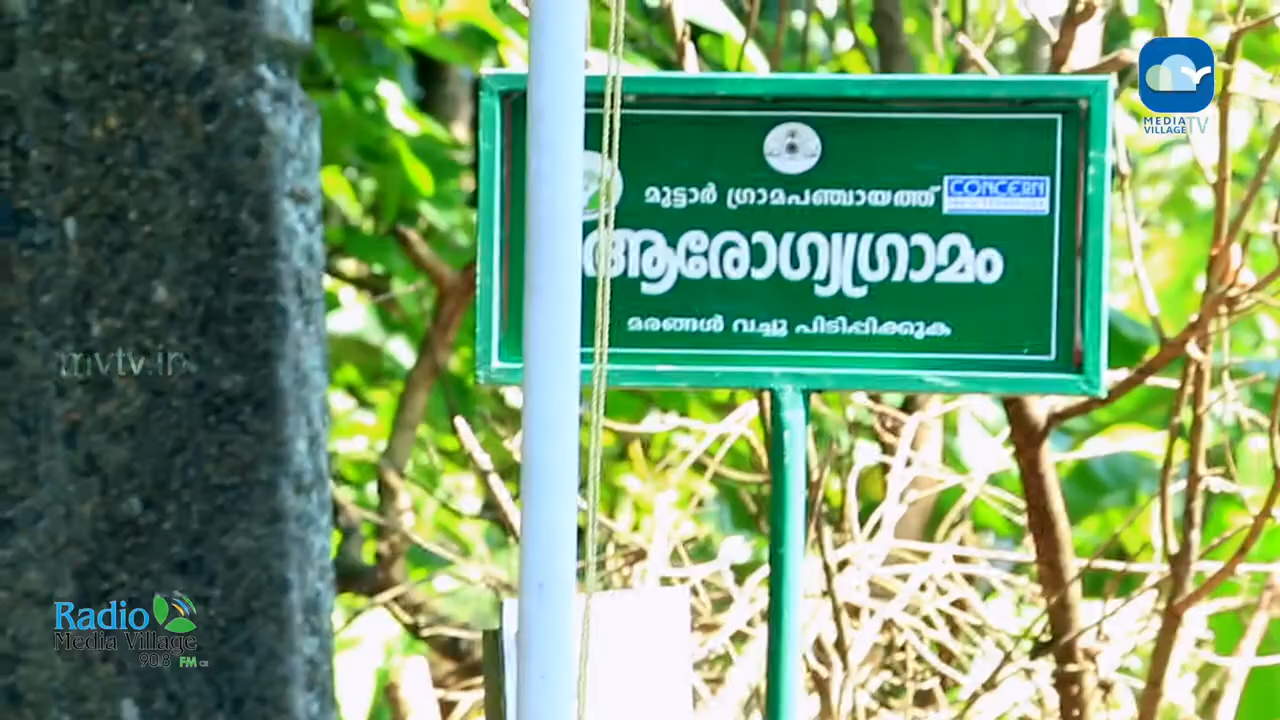 MEDIA
VILLAGE TV
മുട്ടാർ ഗ്രാമപഞ്ചായത്ത്
CONCERN
ആരോഗ്യഗ്രാമം
മരങ്ങൾ വച്ചു പിടിപ്പിക്കുക
mvtv.in
Radio
Media Village
90.8 FM